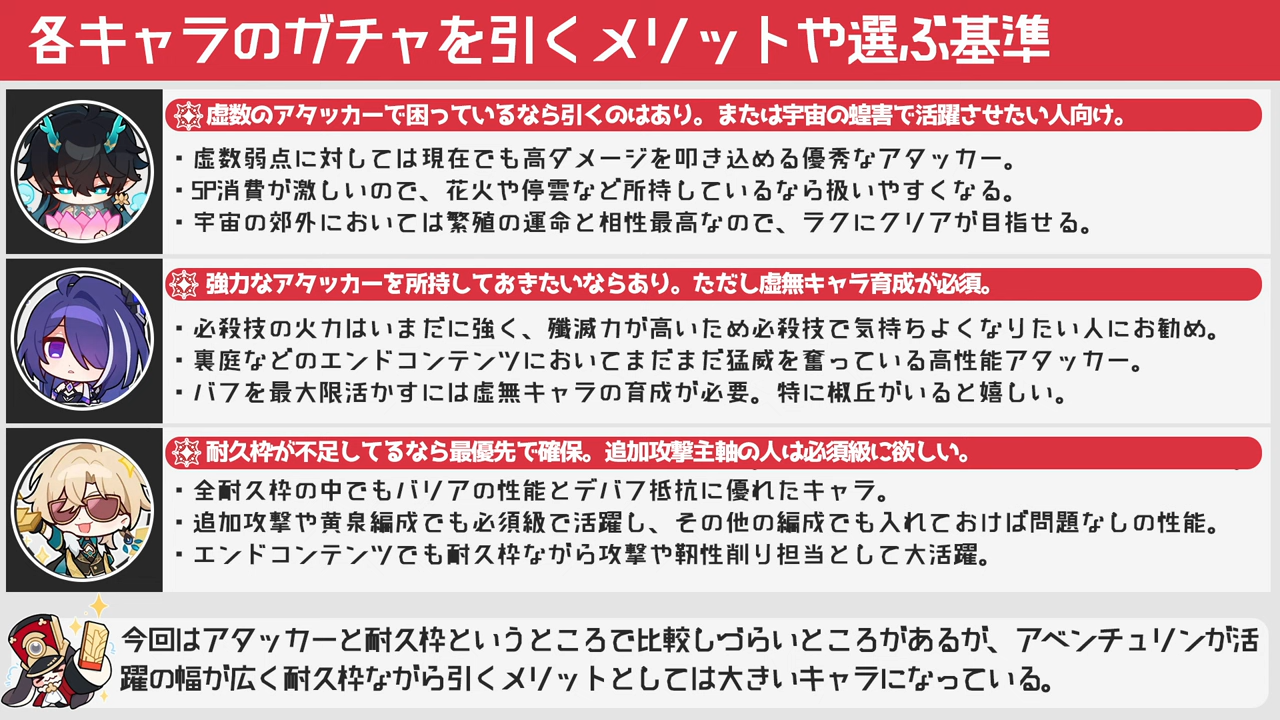 各キャラのガチャを引くメリットや選ぶ基準
虚数のアタッカーで困っているなら引くのはあり。または宇宙の蝗害で活躍させたい人向け。
・虚数弱点に対しては現在でも高ダメージを叩き込める優秀なアタッカー。
・SP消費が激しいので、花火や停雲など所持しているなら扱いやすくなる。
・宇宙の郊外においては繁殖の運命と相性最高なので、ラクにクリアが目指せる。
強力なアタッカーを所持しておきたいならあり。ただし虚無キャラ育成が必須。
・必殺技の火力はいまだに強く、殲滅力が高いため必殺技で気持ちよくなりたい人にお勧め。
・裏庭などのエンドコンテンツにおいてまだまだ猛威を奮っている高性能アタッカー。
・バフを最大限活かすには虚無キャラの育成が必要。特に椒丘がいると嬉しい。
耐久枠が不足してるなら最優先で確保。追加攻撃主軸の人は必須級に欲しい。
・全耐久枠の中でもバリアの性能とデバフ抵抗に優れたキャラ。
・追加攻撃や黄泉編成でも必須級で活躍し、その他の編成でも入れておけば問題なしの性能。
・エンドコンテンツでも耐久枠ながら攻撃や靭性削り担当として大活躍。
今回はアタッカーと耐久枠というところで比較しづらいところがあるが、アベンチュリンが活
躍の幅が広く耐久枠ながら引くメリットとしては大きいキャラになっている。